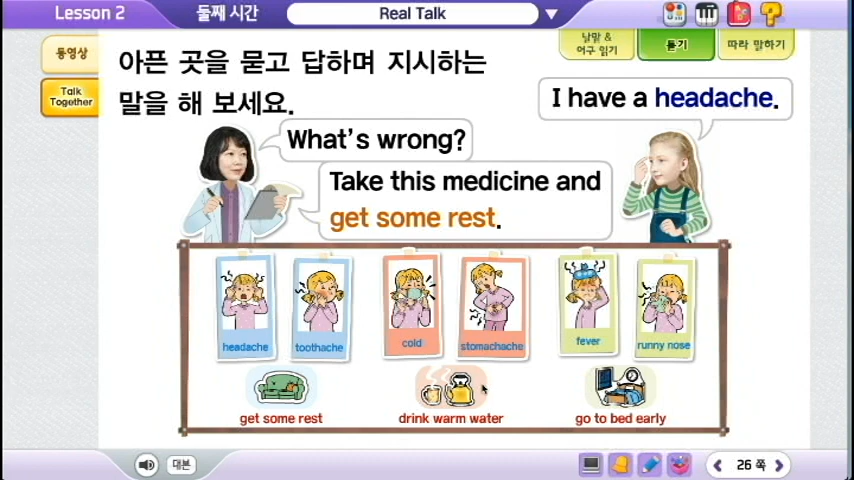 Lesson 2
둘째 시간
Real Talk
동영상
Talk
Together
아픈 곳을 묻고 답하며 지시하는
말을 해 보세요.
낱말 &
어구 읽기
듣기
따라 말하기
I have a headache.
What's wrong?
Take this medicine and
get some rest.
headache
toothache
cold
stomachache
fever
runny nose
get some rest
drink warm water
go to bed early
대본
26 쪽